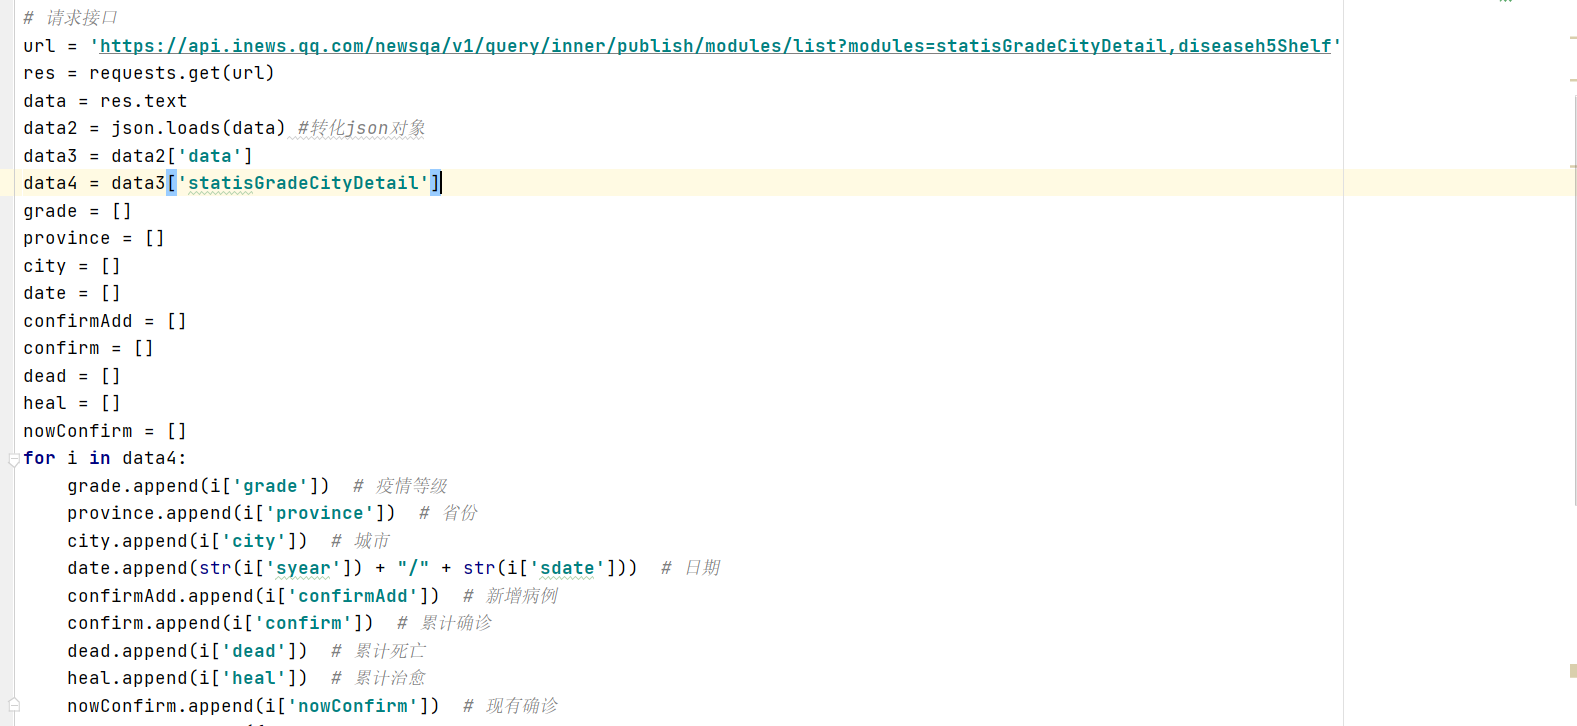 # 请求接口
url = 'https://api.inews.qq.com/newsqa/v1/query/inner/publish/modules/list?modules=statisGradeCityDetail,diseaseh5Shelf'
res = requests.get(url)
data = res.text
data2 = json.loads(data) #转化json对象
data3 = data2['data']
data4 = data3['statisGradeCityDetail']
grade = []
province = []
city = []
date = []
confirmAdd = []
confirm = []
dead = []
heal = []
nowConfirm = []
for i in data4:
    grade.append(i['grade'])  # 疫情等级
    province.append(i['province'])  # 省份
    city.append(i['city'])  # 城市
    date.append(str(i['syear']) + "/" + str(i['sdate']))  # 日期
    confirmAdd.append(i['confirmAdd'])  # 新增病例
    confirm.append(i['confirm'])  # 累计确诊
    dead.append(i['dead'])  # 累计死亡
    heal.append(i['heal'])  # 累计治愈
    nowConfirm.append(i['nowConfirm'])  # 现有确诊